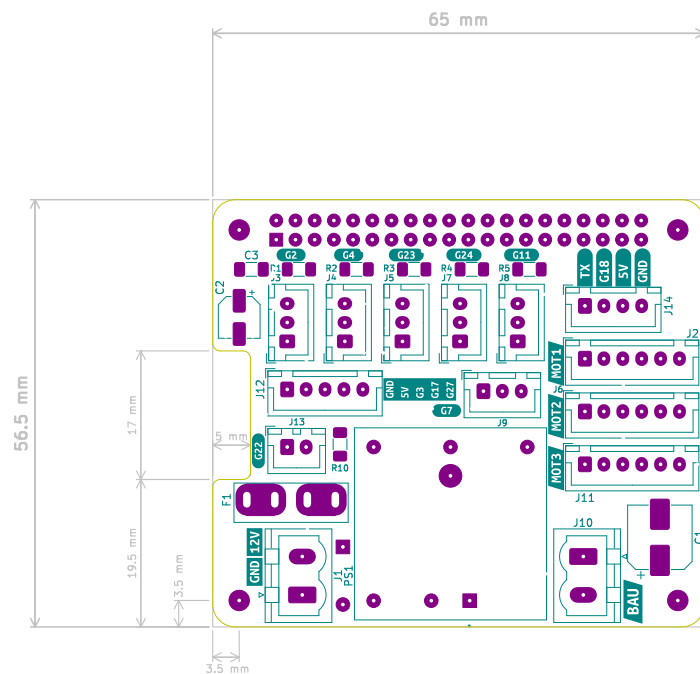 65 mm
C3
G2
G4
G23
G24
G11
TX
G18
5V
GND
R1
R2
R3
R4
R5
J3
J4
J5
J7
J8
C2
+
J14
J2
MOT1
J12
GND
5V
G3
G17
G27
J6
G7
MOT2
J9
J13
G22
R10
MOT3
J11
F1
J10
C1
GND
12V
J1
PS1
+
BAU
56.5 mm
17 mm
5 mm
19.5 mm
3.5 mm
3.5 mm